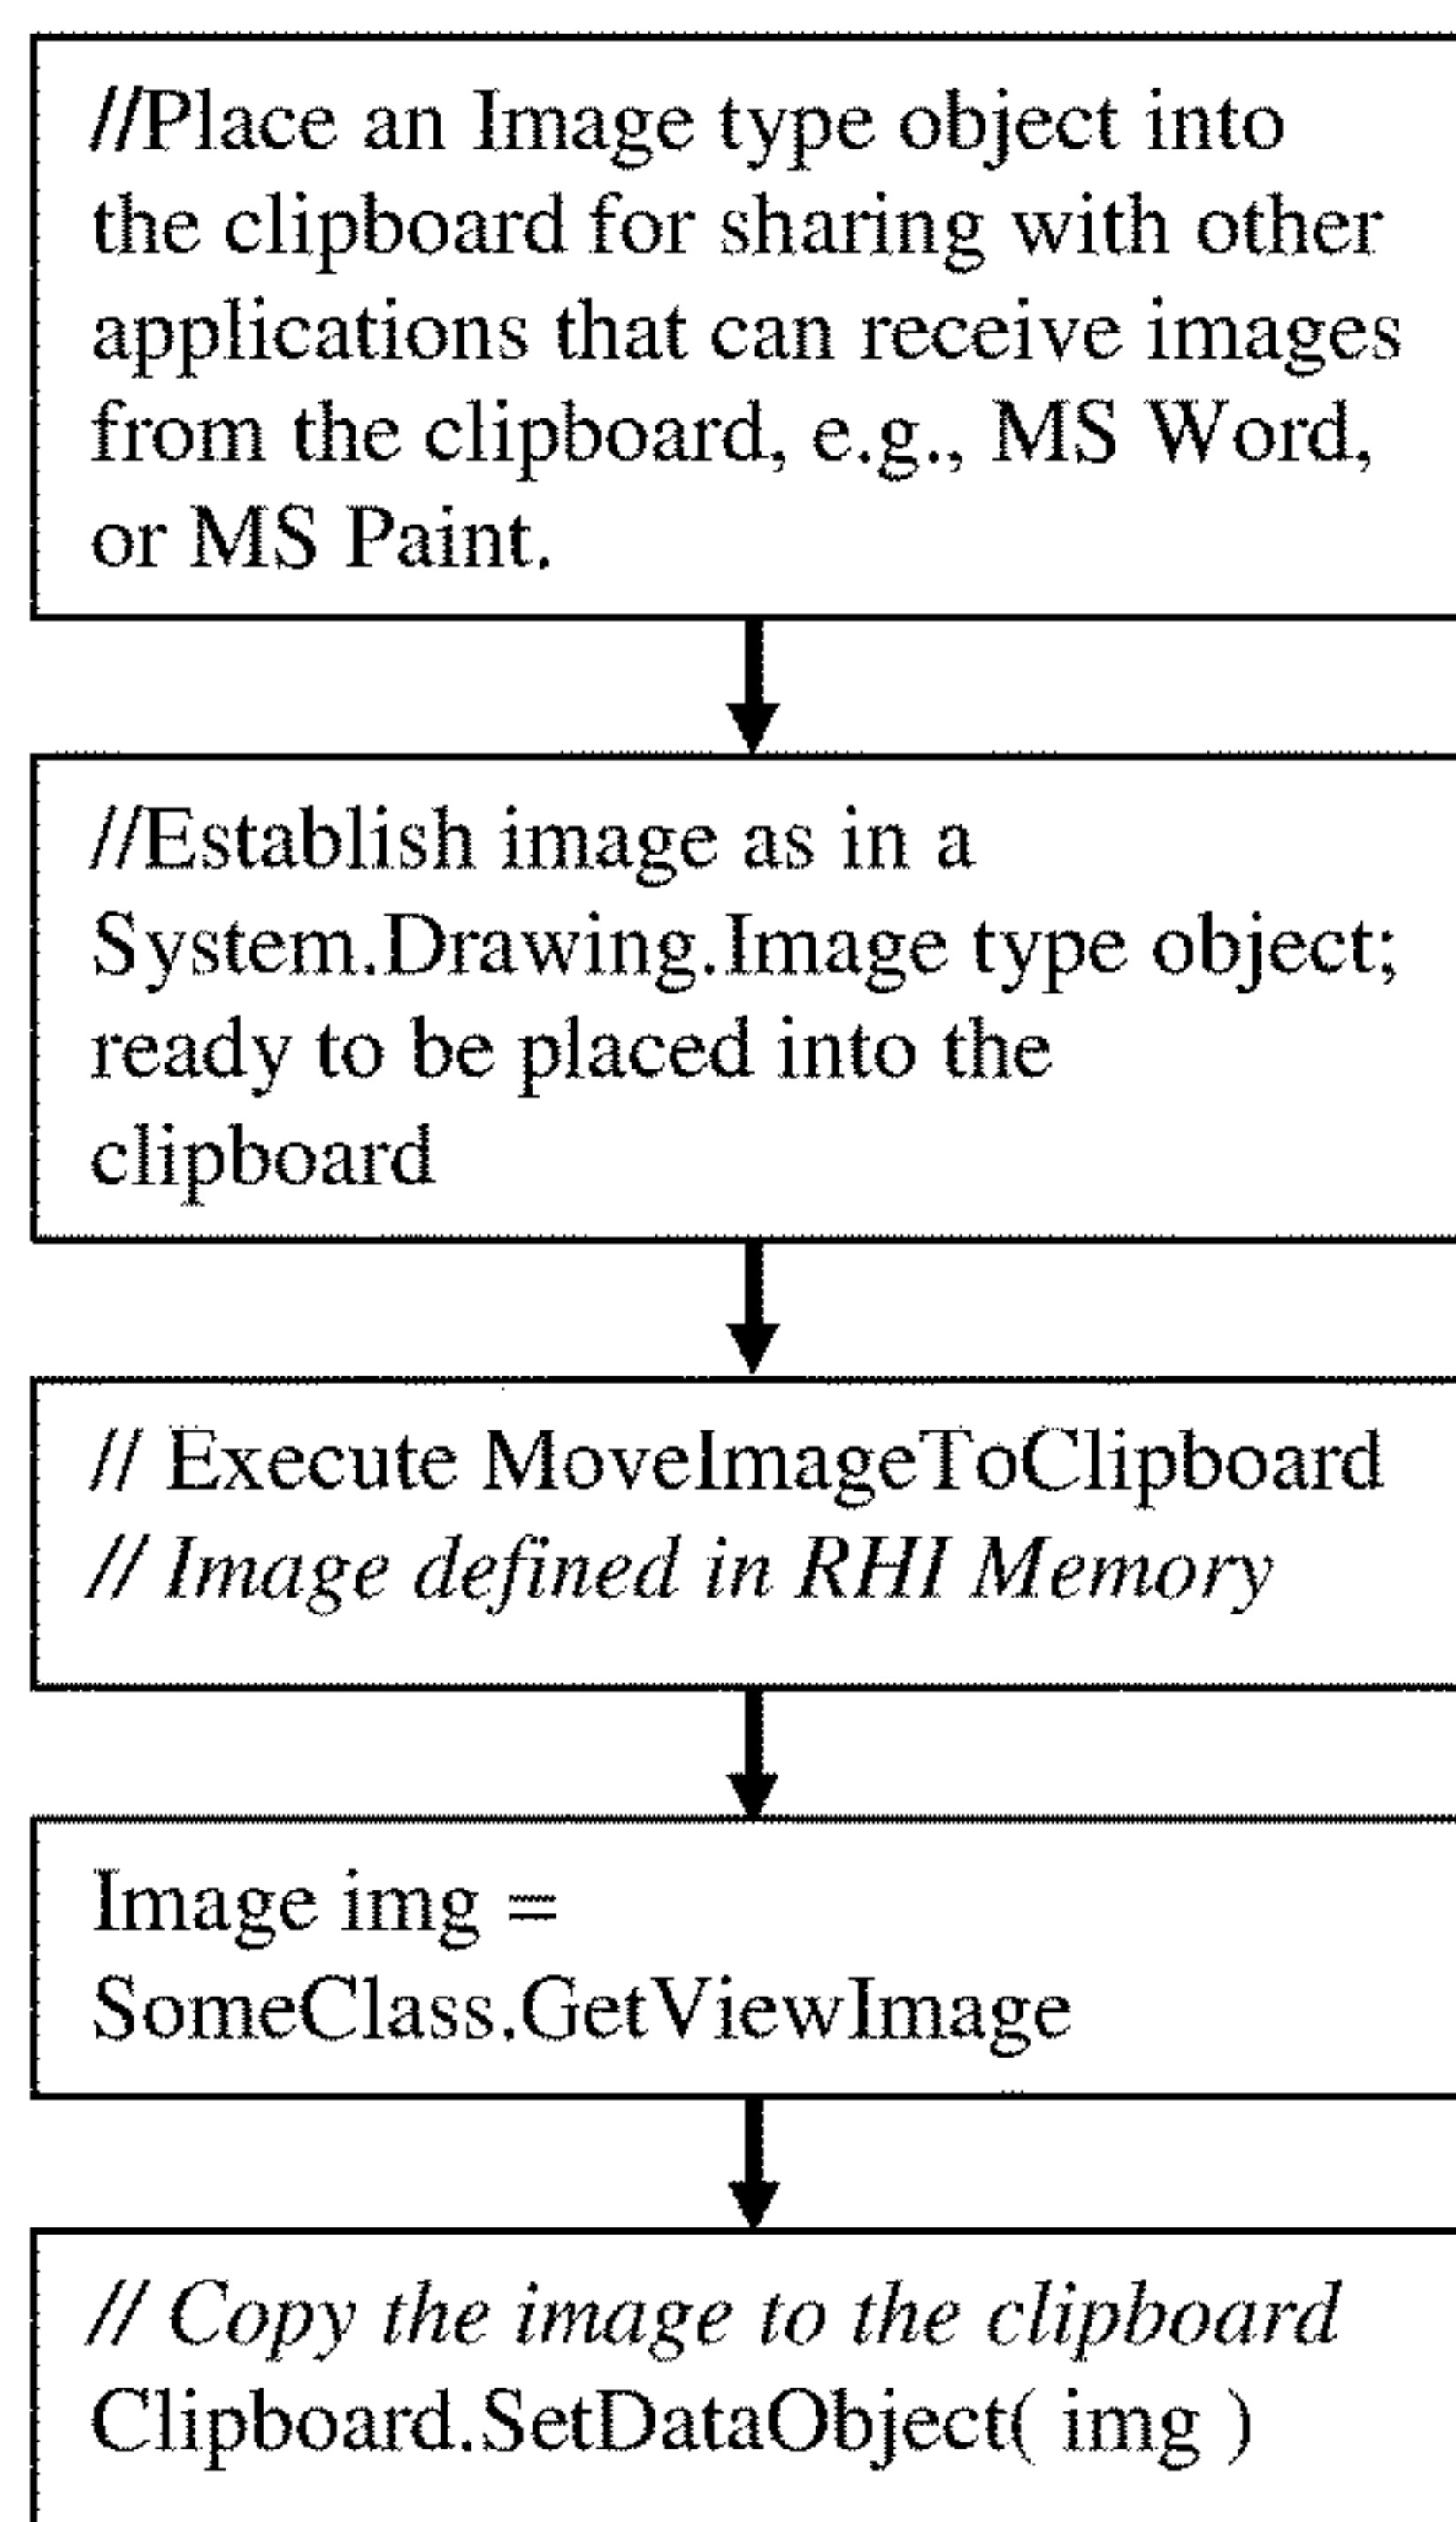 //Place an Image type object into
the clipboard for sharing with other
applications that can receive images
from the clipboard, e.g., MS Word,
or MS Paint.
//Establish image as in a
System.Drawing.Image type object;
ready to be placed into the
clipboard
// Execute MoveImageToClipboard
// Image defined in RHI Memory
Image img =
SomeClass.GetViewImage
// Copy the image to the clipboard
Clipboard.SetDataObject( img )